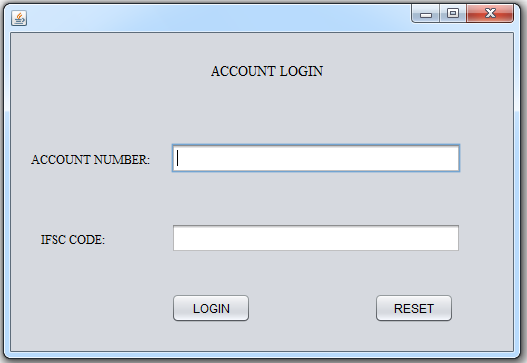 ACCOUNT LOGIN
ACCOUNT NUMBER:
IFSC CODE:
LOGIN RESET